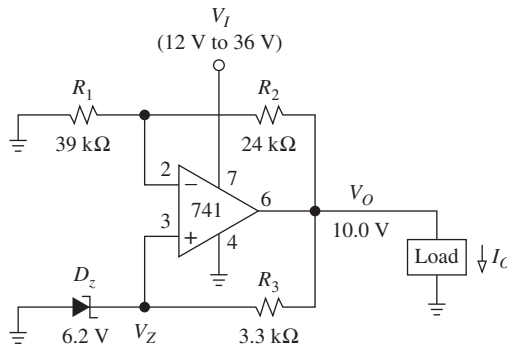 V_I
(12 V to 36 V)
R_1
R_2
39 kΩ
24 kΩ
2
−
7
741
6
3
+
4
V_O
10.0 V
Load
I_O
D_z
R_3
6.2 V
V_Z
3.3 kΩ